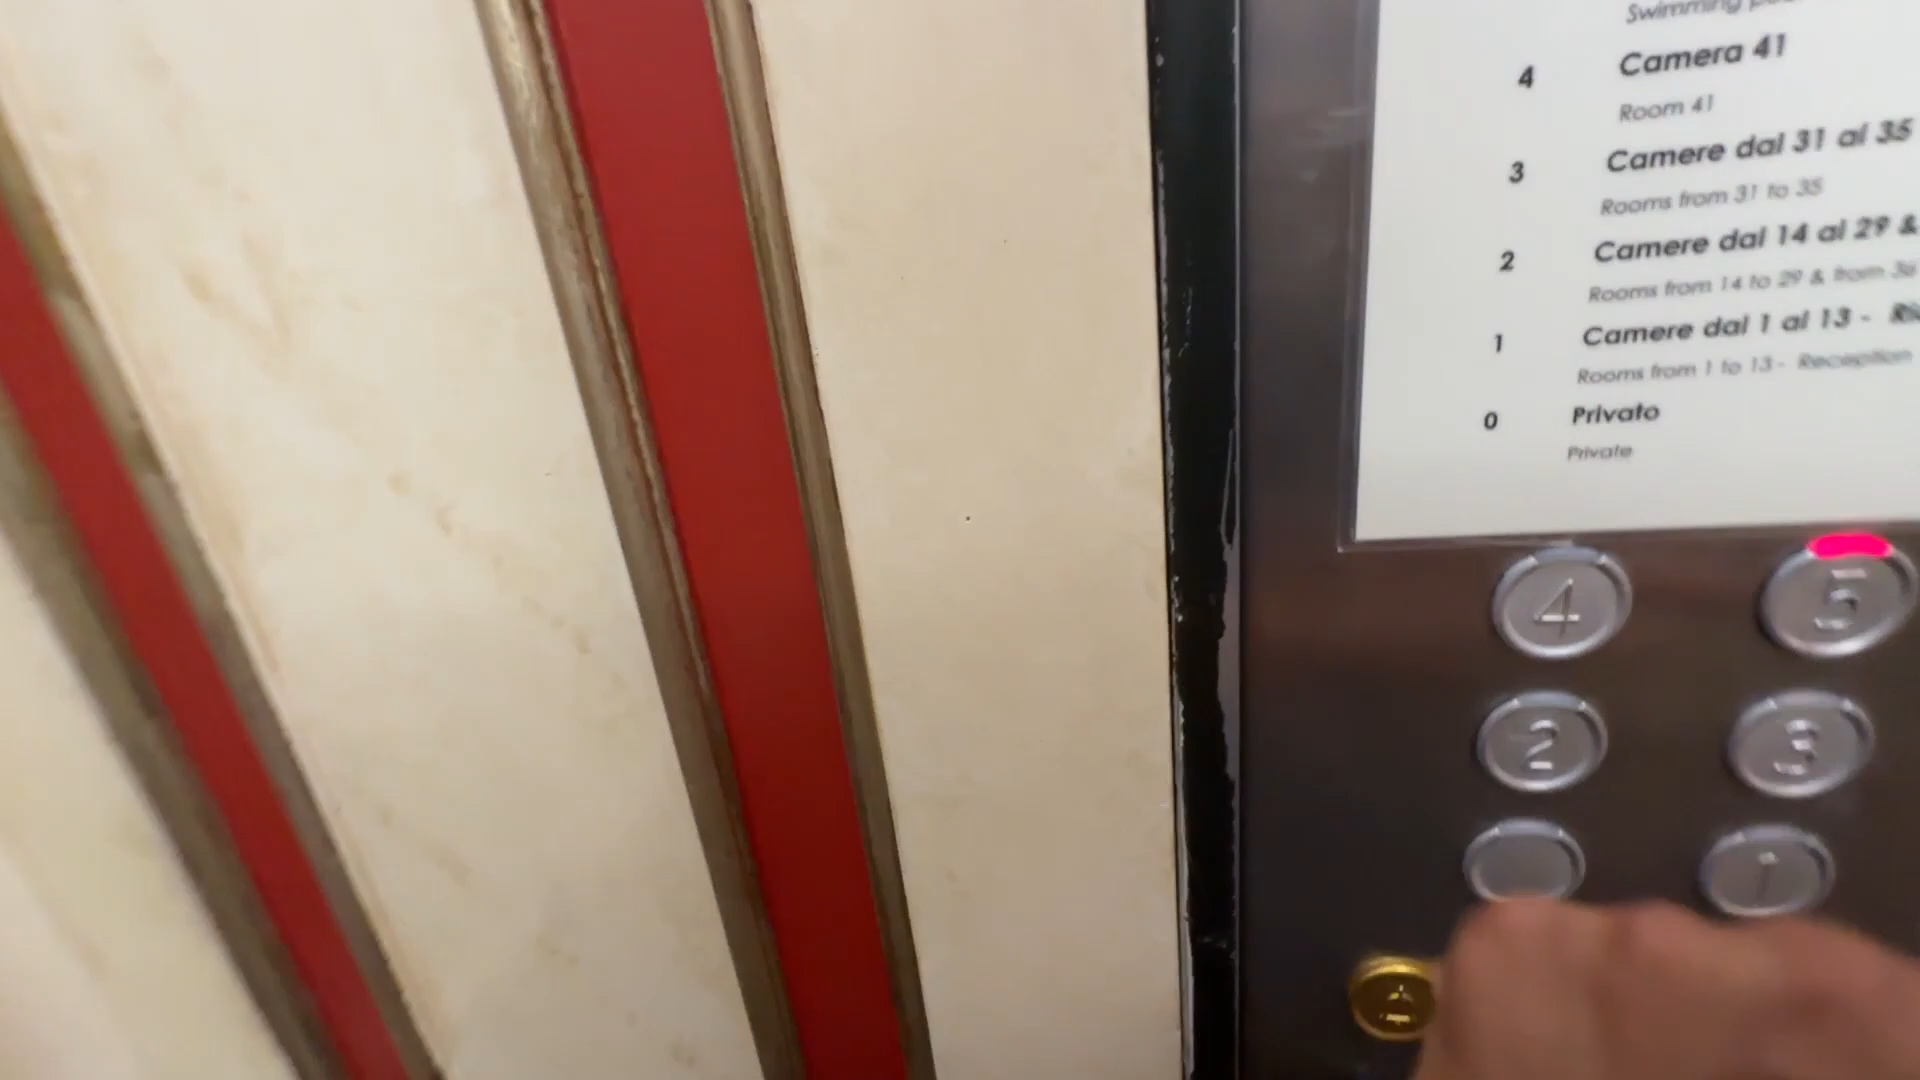 Swimming
4 Camera 41
Room 41
3 Camere dal 31 al 35
Rooms from 31 to 35
2 Camere dal 14 al 29 &
Rooms from 14 to 29 & from
1 Camere dal 1 al 13 -
Rooms from 1 to 13 - Reception
0 Privato
Private
4 5
2 3
1